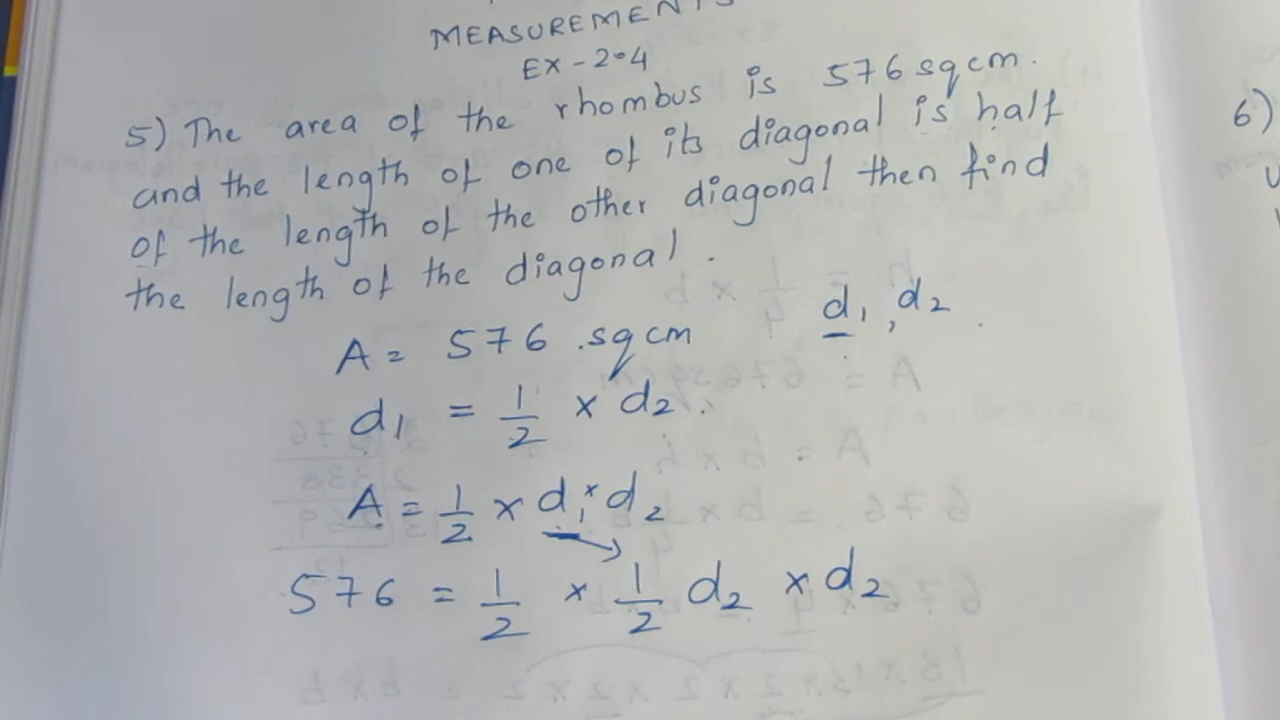 MEASUREMENTS
EX-2.4
5) The area of the rhombus is 576 sq cm.
and the length of one of its diagonal is half
of the length of the other diagonal then find
the length of the diagonal.
d1, d2
A = 576 .sq cm
d1 = 1/2 × d2.
A = 1/2 × d1 × d2
576 = 1/2 × 1/2 d2 × d2
6)